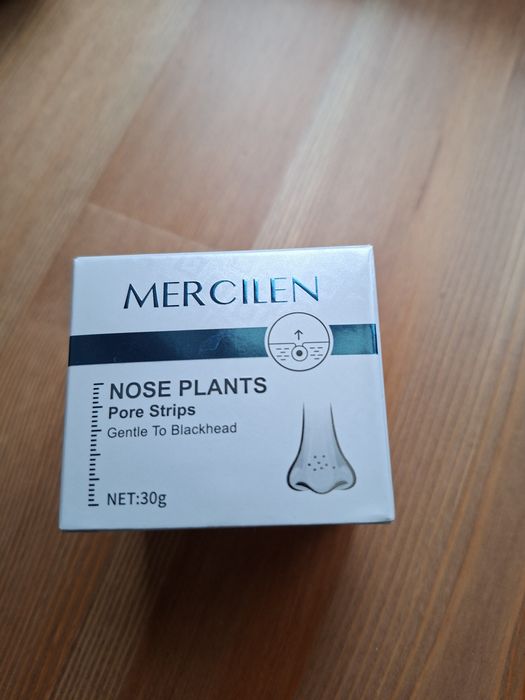 MERCILEN
NOSE PLANTS
Pore Strips
Gentle To Blackhead
NET:30g